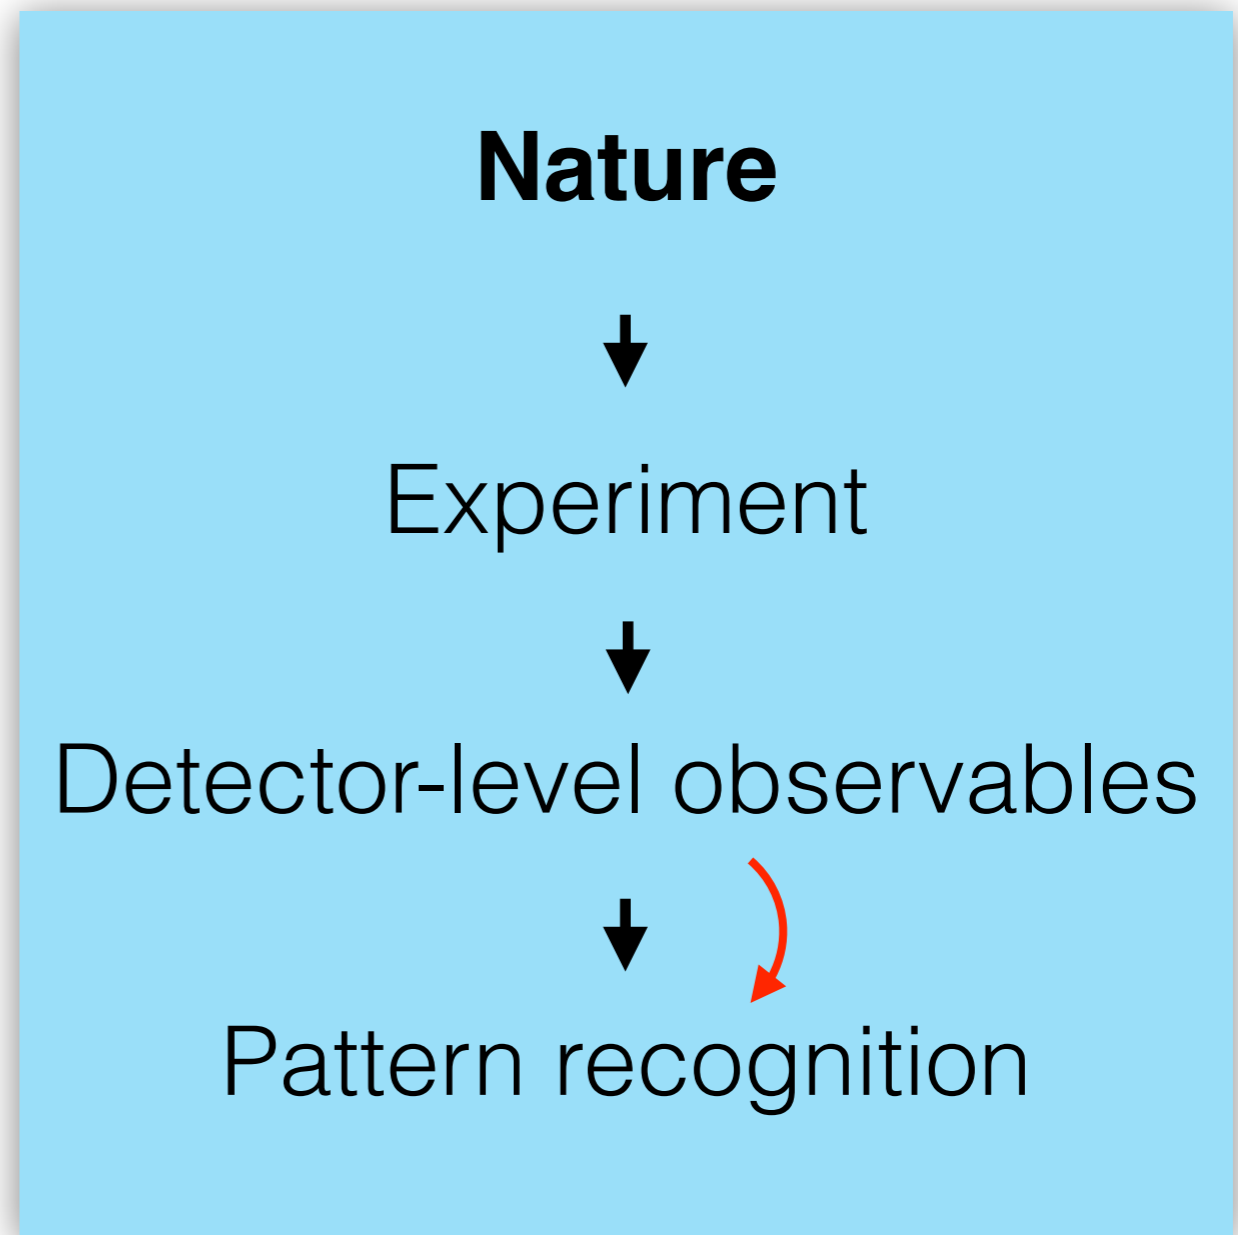 Nature
Experiment
Detector-level observables
Pattern recognition